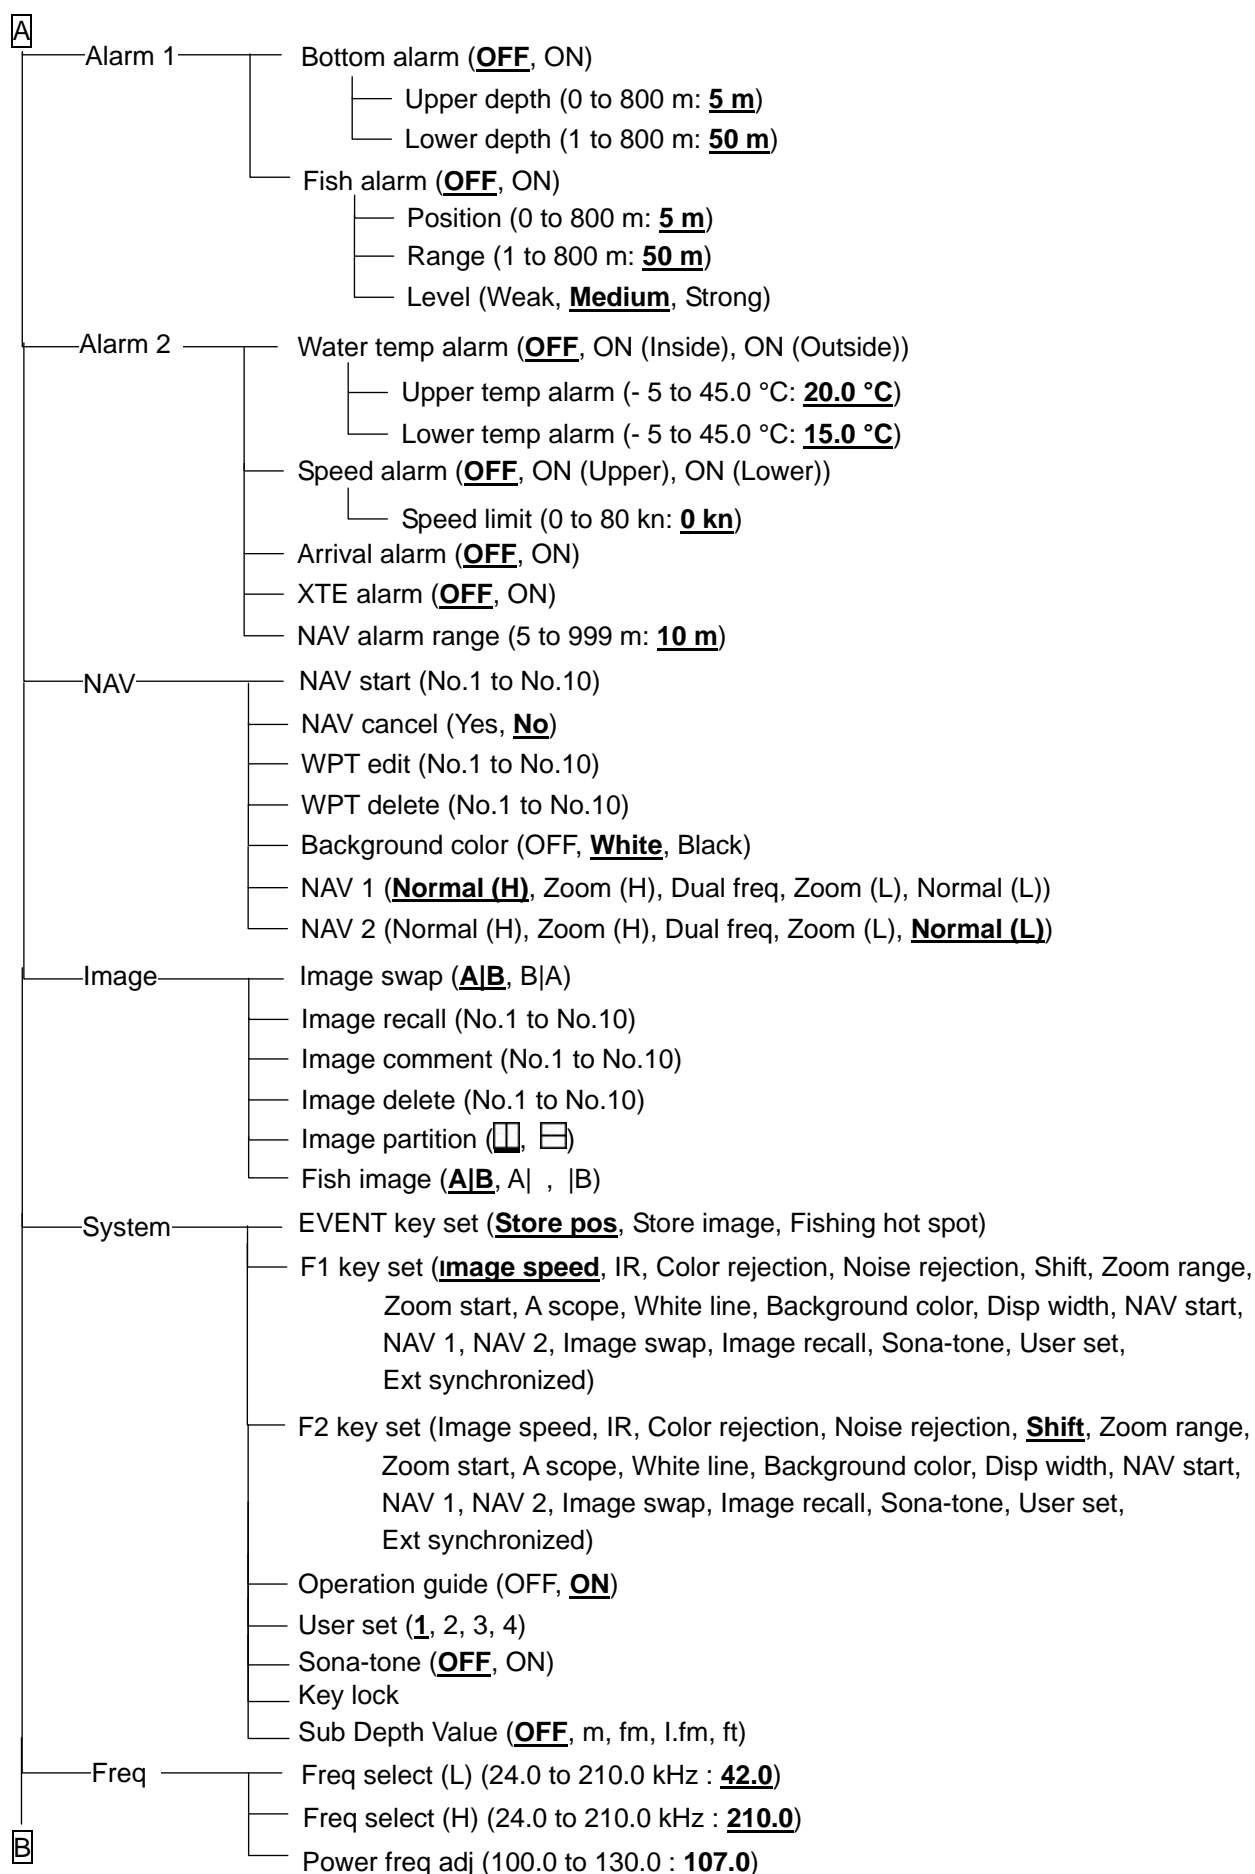 A
Alarm 1
Bottom alarm (OFF, ON)
Upper depth (0 to 800 m: 5 m)
Lower depth (1 to 800 m: 50 m)
Fish alarm (OFF, ON)
Position (0 to 800 m: 5 m)
Range (1 to 800 m: 50 m)
Level (Weak, Medium, Strong)
Alarm 2
Water temp alarm (OFF, ON (Inside), ON (Outside))
Upper temp alarm (- 5 to 45.0 °C: 20.0 °C)
Lower temp alarm (- 5 to 45.0 °C: 15.0 °C)
Speed alarm (OFF, ON (Upper), ON (Lower))
Speed limit (0 to 80 kn: 0 kn)
Arrival alarm (OFF, ON)
XTE alarm (OFF, ON)
NAV alarm range (5 to 999 m: 10 m)
NAV
NAV start (No.1 to No.10)
NAV cancel (Yes, No)
WPT edit (No.1 to No.10)
WPT delete (No.1 to No.10)
Background color (OFF, White, Black)
NAV 1 (Normal (H), Zoom (H), Dual freq, Zoom (L), Normal (L))
NAV 2 (Normal (H), Zoom (H), Dual freq, Zoom (L), Normal (L))
Image
Image swap (A|B, B|A)
Image recall (No.1 to No.10)
Image comment (No.1 to No.10)
Image delete (No.1 to No.10)
Image partition ( , )
Fish image (A|B, A| , |B)
System
EVENT key set (Store pos, Store image, Fishing hot spot)
F1 key set (Image speed, IR, Color rejection, Noise rejection, Shift, Zoom range,
Zoom start, A scope, White line, Background color, Disp width, NAV start,
NAV 1, NAV 2, Image swap, Image recall, Sona-tone, User set,
Ext synchronized)
F2 key set (Image speed, IR, Color rejection, Noise rejection, Shift, Zoom range,
Zoom start, A scope, White line, Background color, Disp width, NAV start,
NAV 1, NAV 2, Image swap, Image recall, Sona-tone, User set,
Ext synchronized)
Operation guide (OFF, ON)
User set (1, 2, 3, 4)
Sona-tone (OFF, ON)
Key lock
Sub Depth Value (OFF, m, fm, I.fm, ft)
Freq
Freq select (L) (24.0 to 210.0 kHz : 42.0)
Freq select (H) (24.0 to 210.0 kHz : 210.0)
Power freq adj (100.0 to 130.0 : 107.0)
B